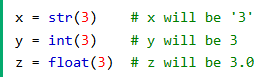 x = str(3)    # x will be '3'
y = int(3)    # y will be 3
z = float(3)  # z will be 3.0